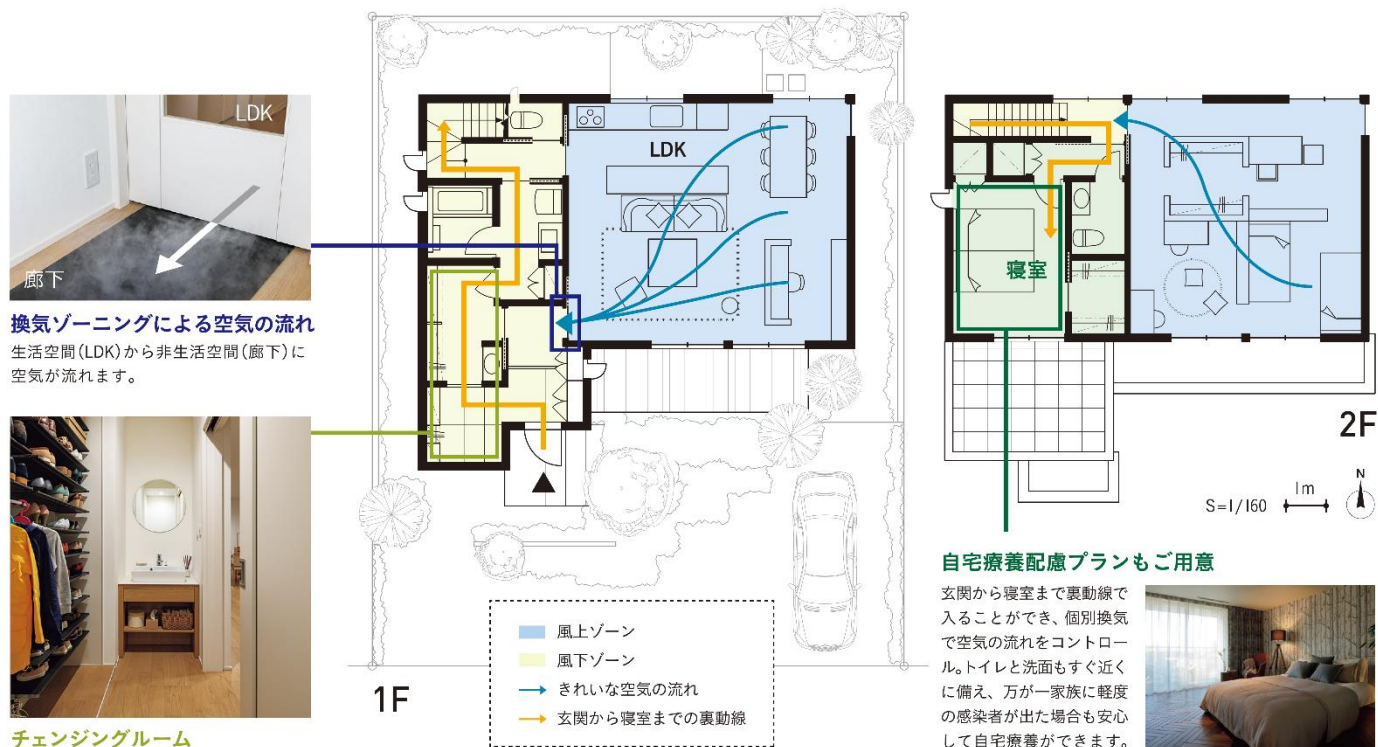 LDK
廊下
換気ゾーニングによる空気の流れ
生活空間(LDK)から非生活空間(廊下)に
空気が流れます。
チェンジングルーム
LDK
1F
風上ゾーン
風下ゾーン
きれいな空気の流れ
玄関から寝室までの裏動線
寝室
2F
S=1/160
1m
N
自宅療養配慮プランもご用意
玄関から寝室まで裏動線で
入ることができ、個別換気
で空気の流れをコントロー
ル。トイレと洗面もすぐ近く
に備え、万が一家族に軽度
の感染者が出た場合も安心
して自宅療養ができます。